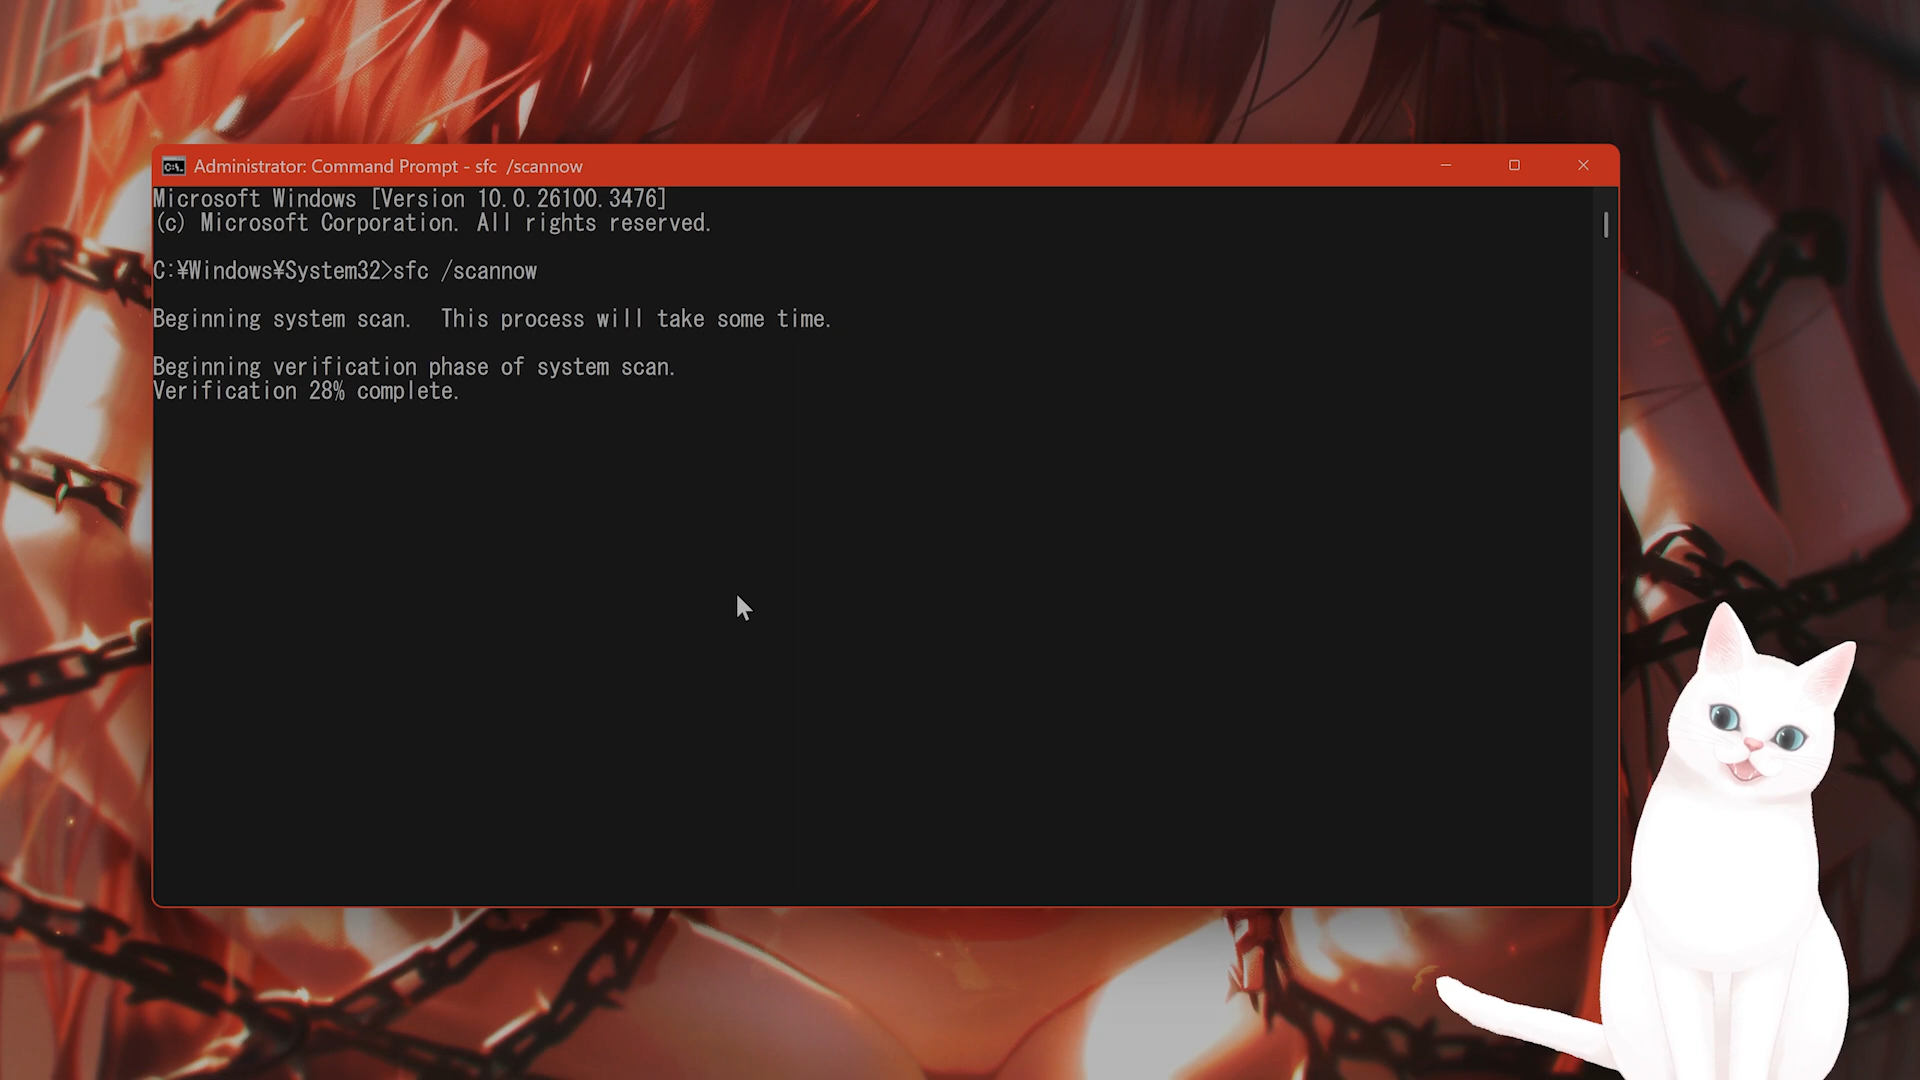 Administrator: Command Prompt - sfc  /scannow
Microsoft Windows [Version 10.0.26100.3476]
(c) Microsoft Corporation. All rights reserved.
C:¥Windows¥System32>sfc /scannow
Beginning system scan.  This process will take some time.
Beginning verification phase of system scan.
Verification 28% complete.